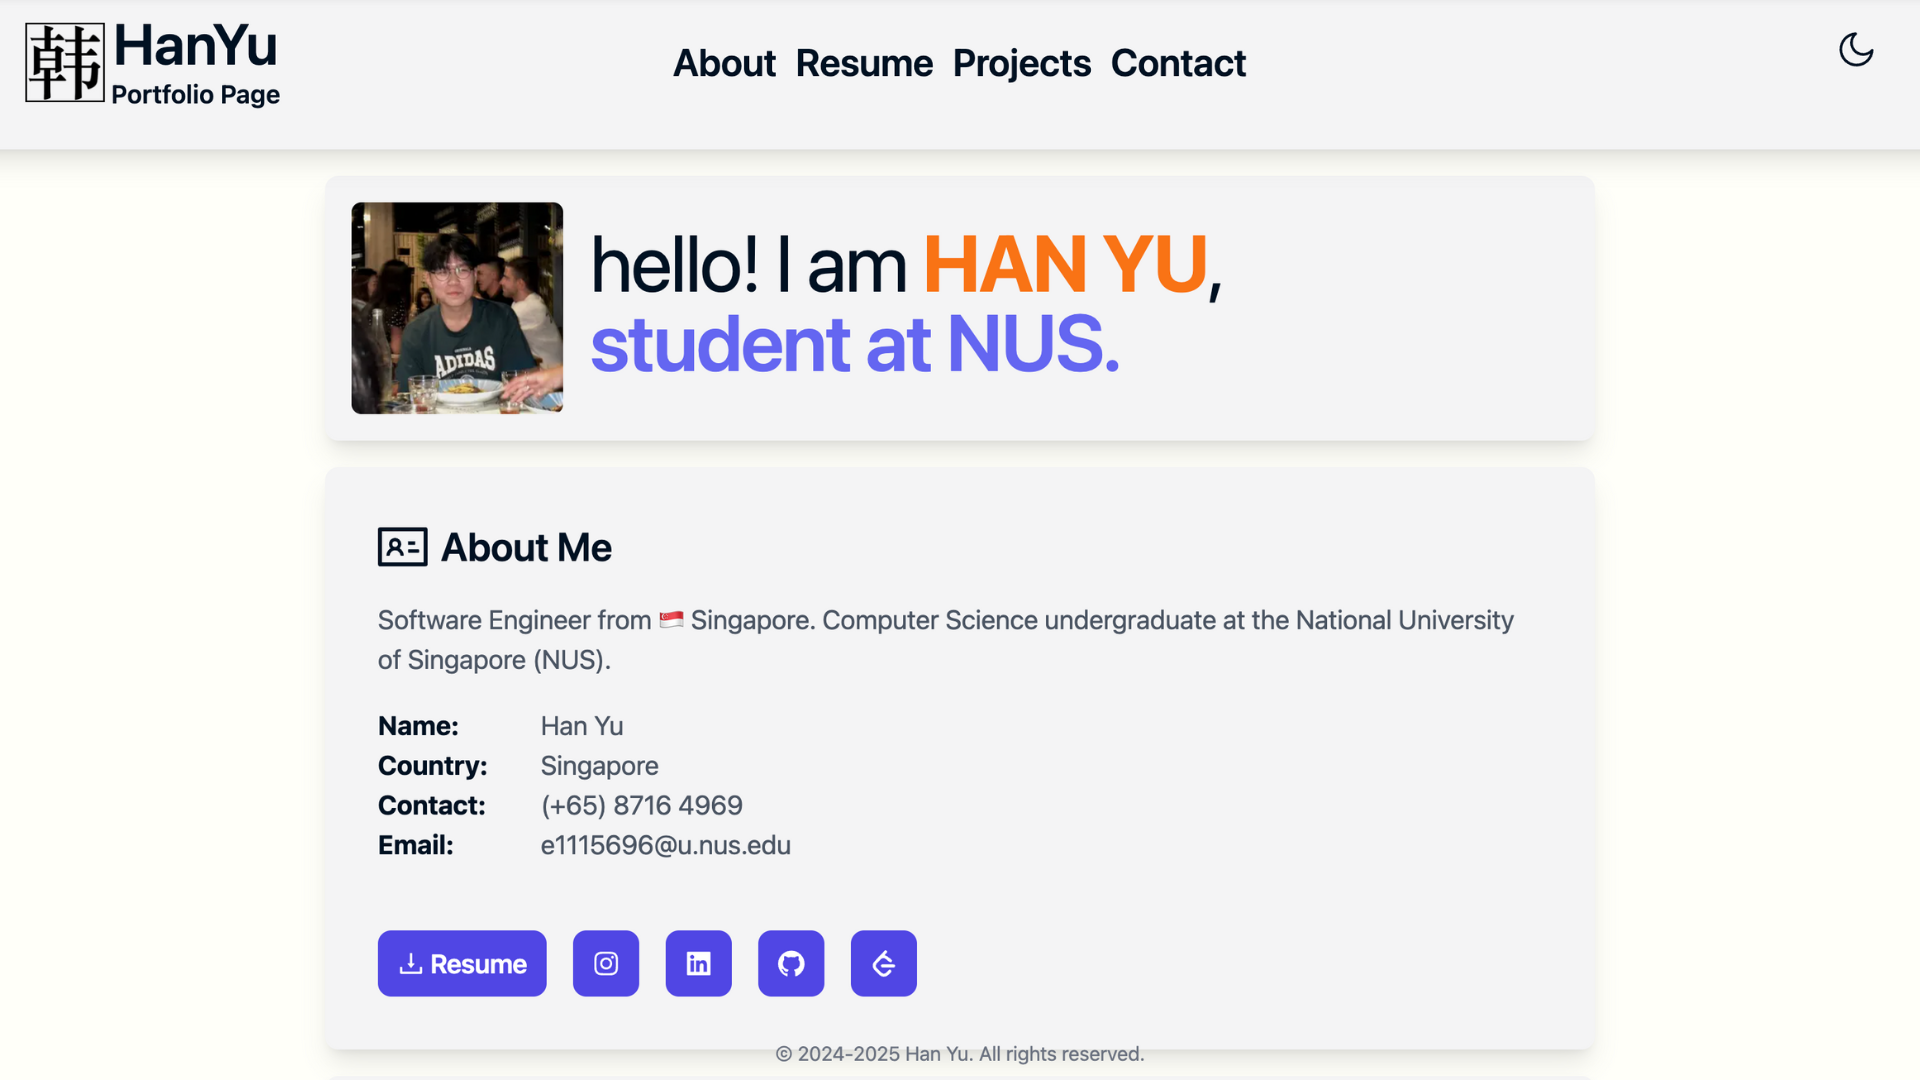 韩 HanYu
Portfolio Page
About Resume Projects Contact
hello! I am HAN YU,
student at NUS.
ADIDAS
About Me
Software Engineer from 🇸🇬 Singapore. Computer Science undergraduate at the National University
of Singapore (NUS).
Name: Han Yu
Country: Singapore
Contact: (+65) 8716 4969
Email: e1115696@u.nus.edu
Resume
in
© 2024-2025 Han Yu. All rights reserved.